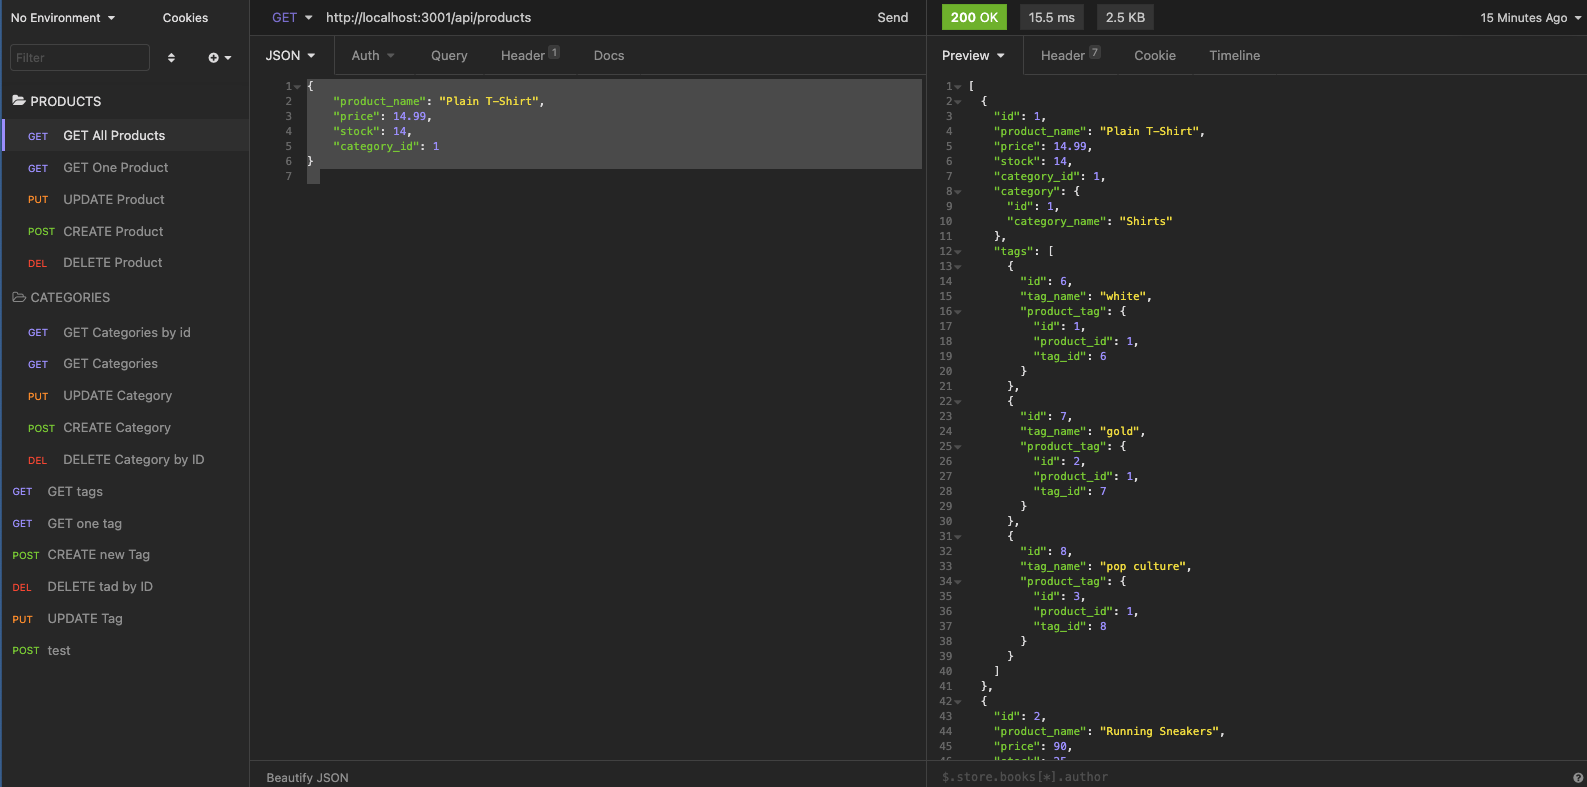 No Environment
Cookies
Filter
PRODUCTS
GET GET All Products
GET GET One Product
PUT UPDATE Product
POST CREATE Product
DEL DELETE Product
CATEGORIES
GET GET Categories by id
GET GET Categories
PUT UPDATE Category
POST CREATE Category
DEL DELETE Category by ID
GET GET tags
GET GET one tag
POST CREATE new Tag
DEL DELETE tad by ID
PUT UPDATE Tag
POST test
GET http://localhost:3001/api/products Send
JSON Auth Query Header 1 Docs
1 {
2 "product_name": "Plain T-Shirt",
3 "price": 14.99,
4 "stock": 14,
5 "category_id": 1
6 }
7
Beautify JSON
200 OK 15.5 ms 2.5 KB 15 Minutes Ago
Preview Header 7 Cookie Timeline
1 [
2 {
3 "id": 1,
4 "product_name": "Plain T-Shirt",
5 "price": 14.99,
6 "stock": 14,
7 "category_id": 1,
8 "category": {
9 "id": 1,
10 "category_name": "Shirts"
11 },
12 "tags": [
13 {
14 "id": 6,
15 "tag_name": "white",
16 "product_tag": {
17 "id": 1,
18 "product_id": 1,
19 "tag_id": 6
20 }
21 },
22 {
23 "id": 7,
24 "tag_name": "gold",
25 "product_tag": {
26 "id": 2,
27 "product_id": 1,
28 "tag_id": 7
29 }
30 },
31 {
32 "id": 8,
33 "tag_name": "pop culture",
34 "product_tag": {
35 "id": 3,
36 "product_id": 1,
37 "tag_id": 8
38 }
39 }
40 ]
41 },
42 {
43 "id": 2,
44 "product_name": "Running Sneakers",
45 "price": 90,
$.store.books[*].author